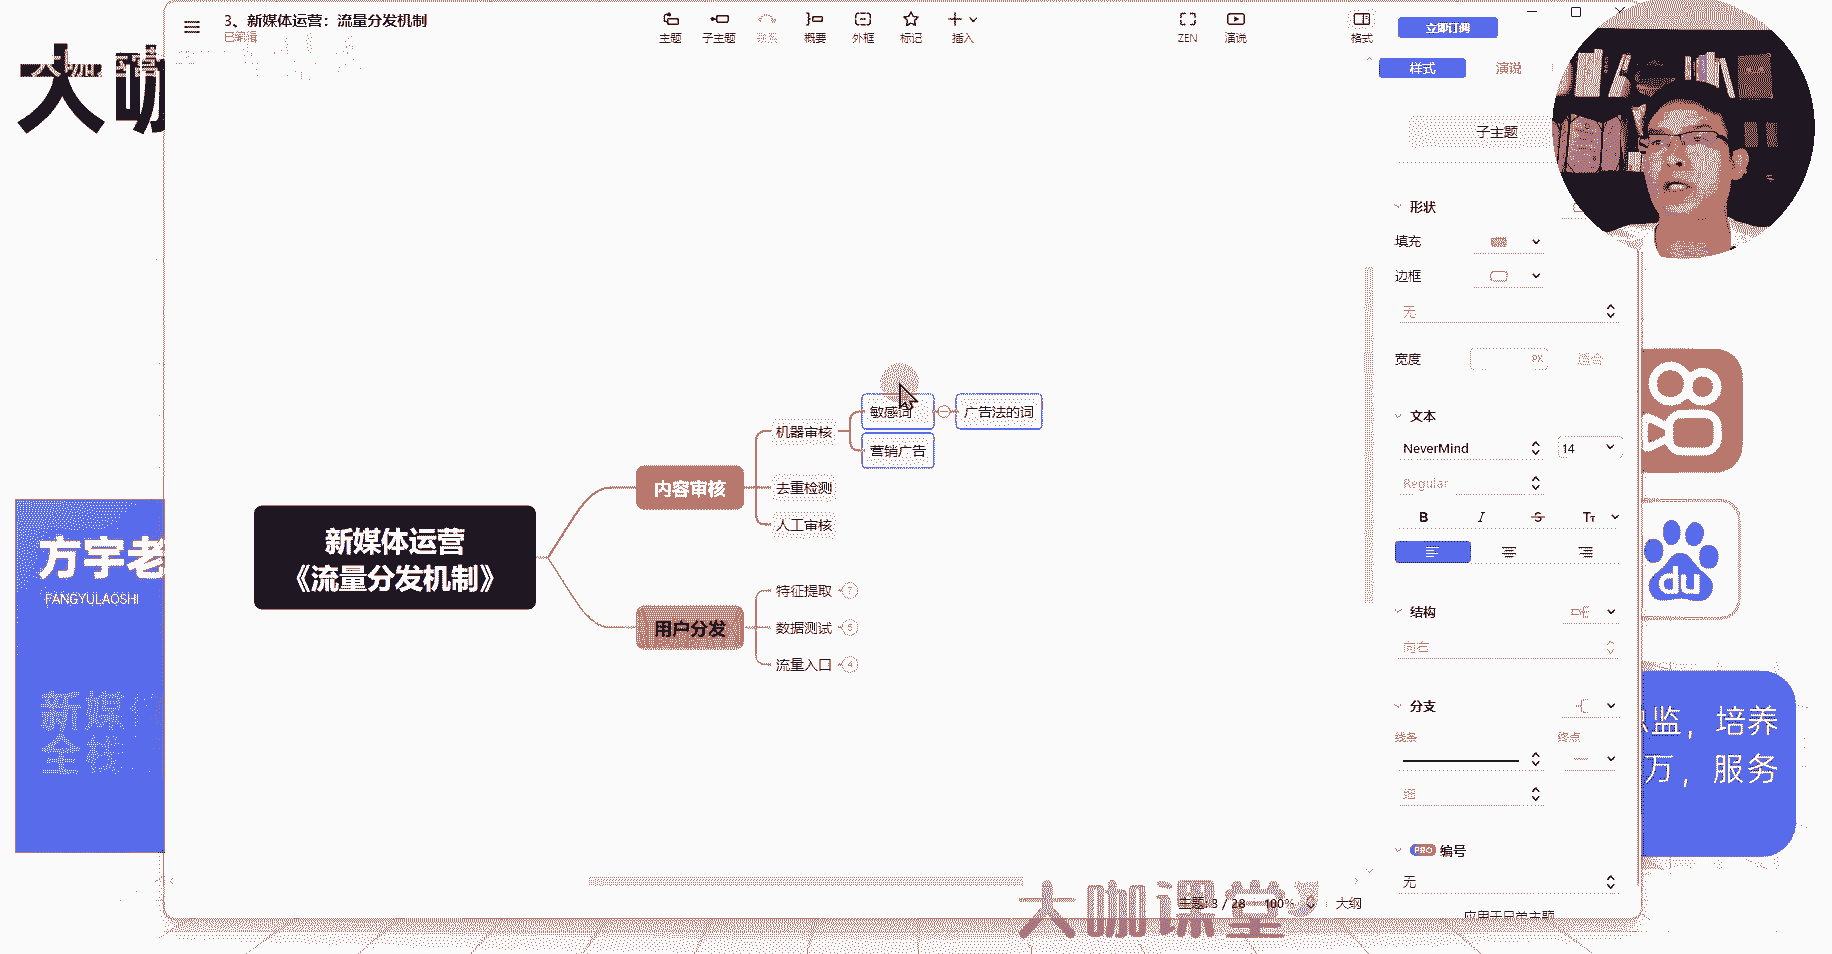 3、新媒体运营：流量分发机制
已编辑
主题
子主题
联系
概要
外框
标记
插入
ZEN
演说
格式
立即订阅
样式
演说
大咖
子主题
形状
填充
边框
无
宽度
PX
适合
文本
NeverMind
14
Regular
B
I
S
TT
结构
向右
分支
线条
终点
细
PRO
编号
无
应用于同单主题
敏感词
广告法的词
机器审核
营销广告
内容审核
去重检测
人工审核
新媒体运营
《流量分发机制》
特征提取
7
用户分发
数据测试
5
流量入口
4
方宇老
FANGYULAOSHI
新媒体
全栈
du
总监，培养
万，服务
大咖课堂
主题: 3 / 28
100%
大纲